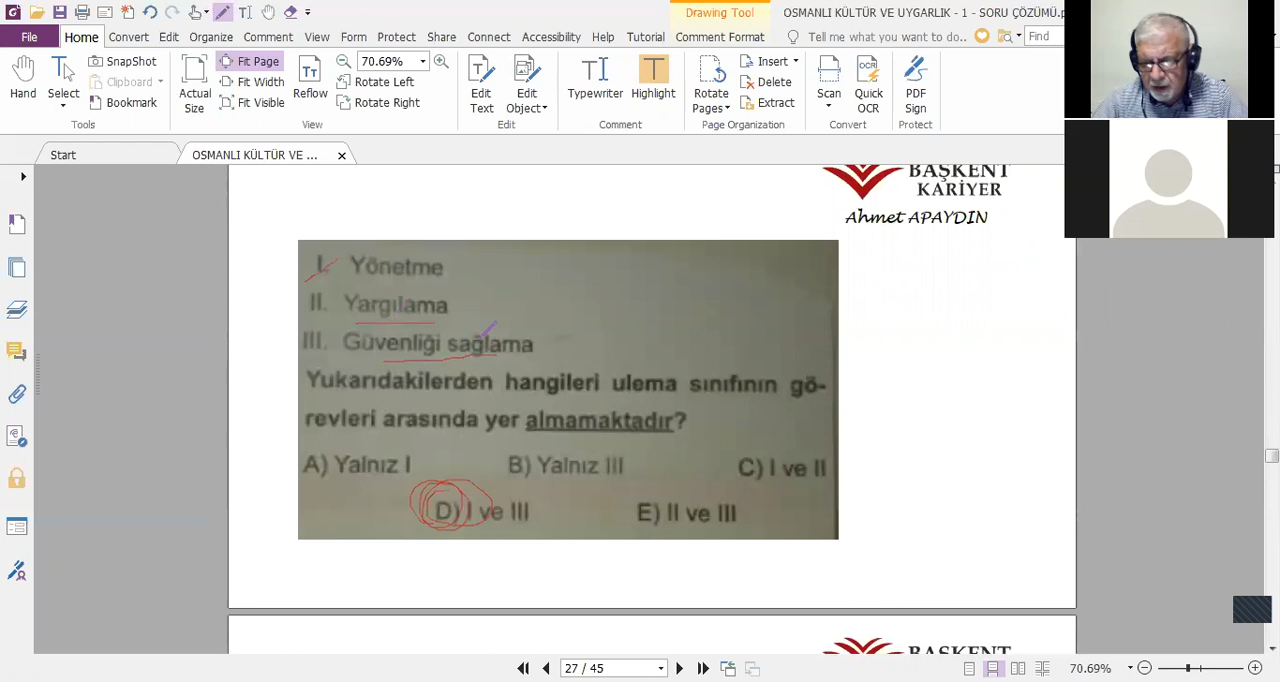 OSMANLI KÜLTÜR VE UYGARLIK - 1 - SORU ÇÖZÜMÜ.p
Drawing Tool
File Home Convert Edit Organize Comment View Form Protect Share Connect Accessibility Help Tutorial Comment Format Tell me what you want to do.. Find
Hand
Select
SnapShot
Clipboard
Bookmark
Tools
Actual Size
Fit Page
Fit Width
Fit Visible
Reflow
70.69%
Rotate Left
Rotate Right
View
Edit Text
Edit Object
Edit
Typewriter
Highlight
Comment
Rotate Pages
Insert
Delete
Extract
Page Organization
Scan
Quick OCR
Convert
PDF Sign
Protect
Start
OSMANLI KÜLTÜR VE ...
BAŞKENT
KARİYER
Ahmet APAYDIN
I. Yönetme
II. Yargılama
III. Güvenliği sağlama
Yukarıdakilerden hangileri ulema sınıfının gö-
revleri arasında yer almamaktadır?
A) Yalnız I B) Yalnız III C) I ve II
D) I ve III E) II ve III
BAŞKENT
27 / 45
70.69%